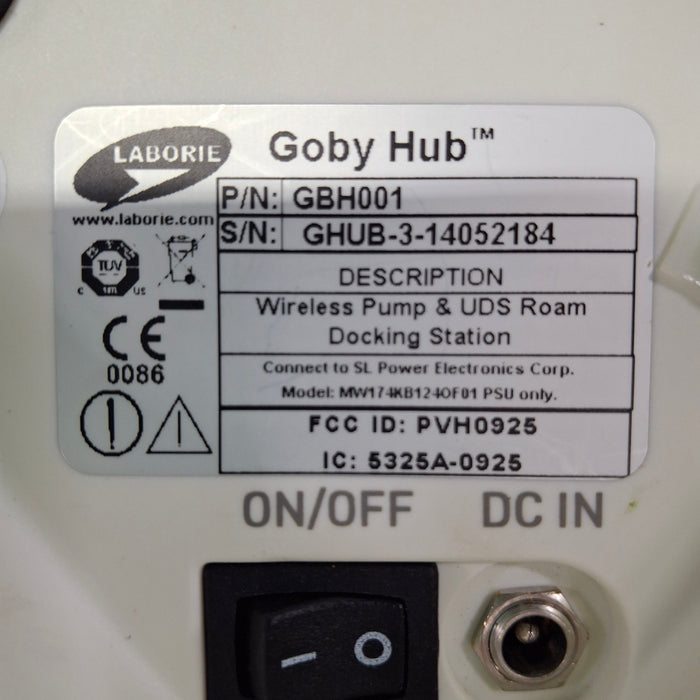 LABORIE
Goby Hub™
www.laborie.com
P/N: GBH001
S/N: GHUB-3-14052184
DESCRIPTION
Wireless Pump & UDS Roam
Docking Station
Connect to SL Power Electronics Corp.
Model: MW174KB1240F01 PSU only.
FCC ID: PVH0925
IC: 5325A-0925
TUV
c us
CE
0086
ON/OFF
DC IN